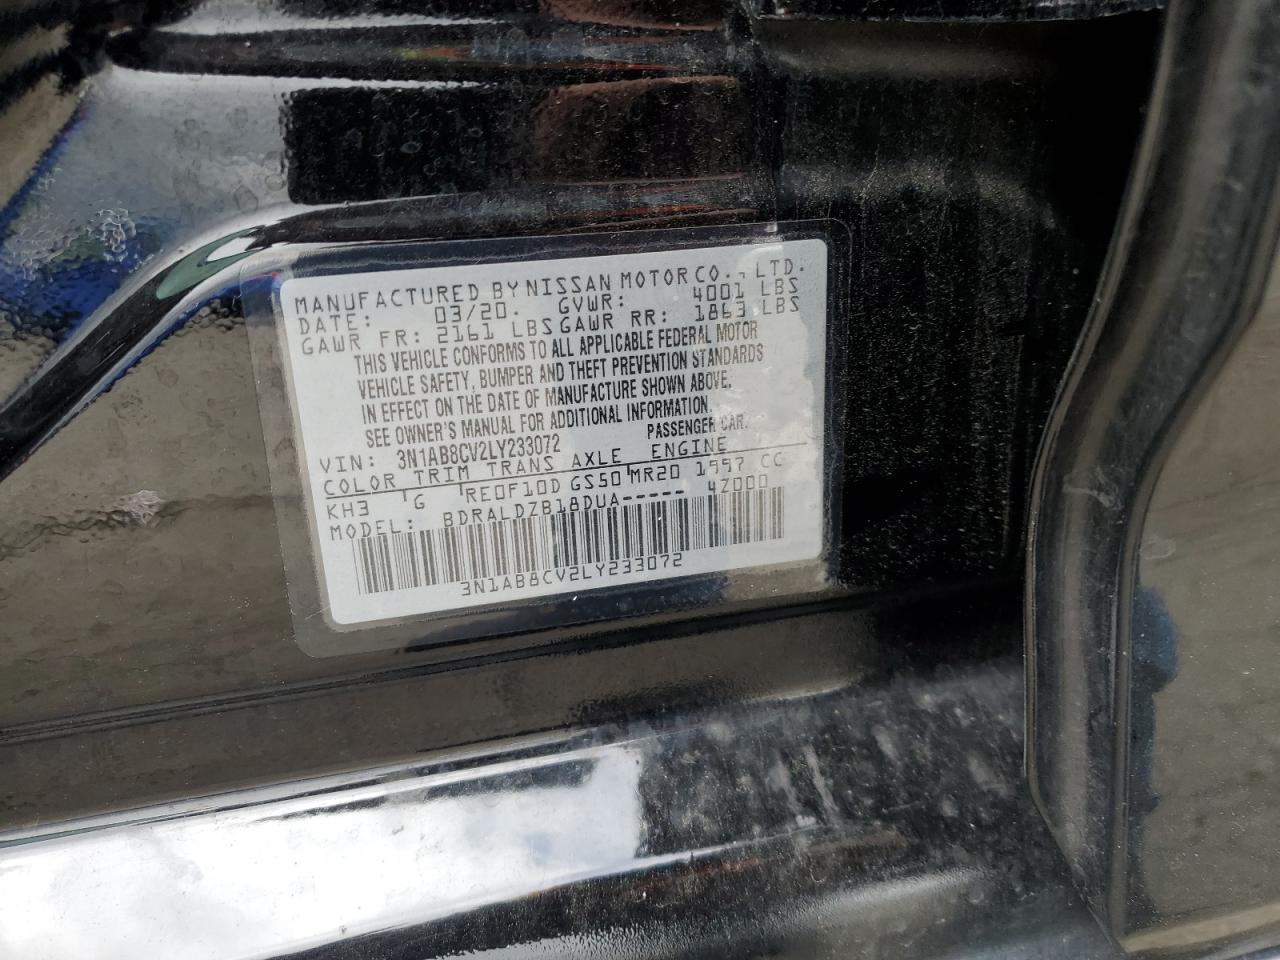 MANUFACTURED BY NISSAN MOTOR CO., LTD.
DATE: 03/20. GVWR: 4001 LBS
GAWR FR: 2161 LBS GAWR RR: 1863 LBS
THIS VEHICLE CONFORMS TO ALL APPLICABLE FEDERAL MOTOR
VEHICLE SAFETY, BUMPER AND THEFT PREVENTION STANDARDS
IN EFFECT ON THE DATE OF MANUFACTURE SHOWN ABOVE.
SEE OWNER'S MANUAL FOR ADDITIONAL INFORMATION.
VIN: 3N1AB8CV2LY233072 PASSENGER CAR.
COLOR TRIM TRANS AXLE ENGINE
KH3 G RE0F10D GS50 MR20 1997 CC
MODEL: BDRALDZB18DUA----- 4Z000
3N1AB8CV2LY233072